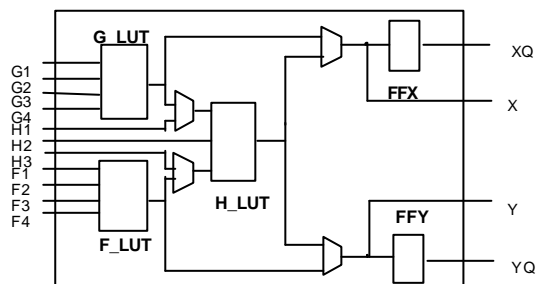 G_LUT
G1
G2
G3
G4
H1
H2
H3
F1
F2
F3
F4
F_LUT
H_LUT
FFX
FFY
XQ
X
Y
YQ